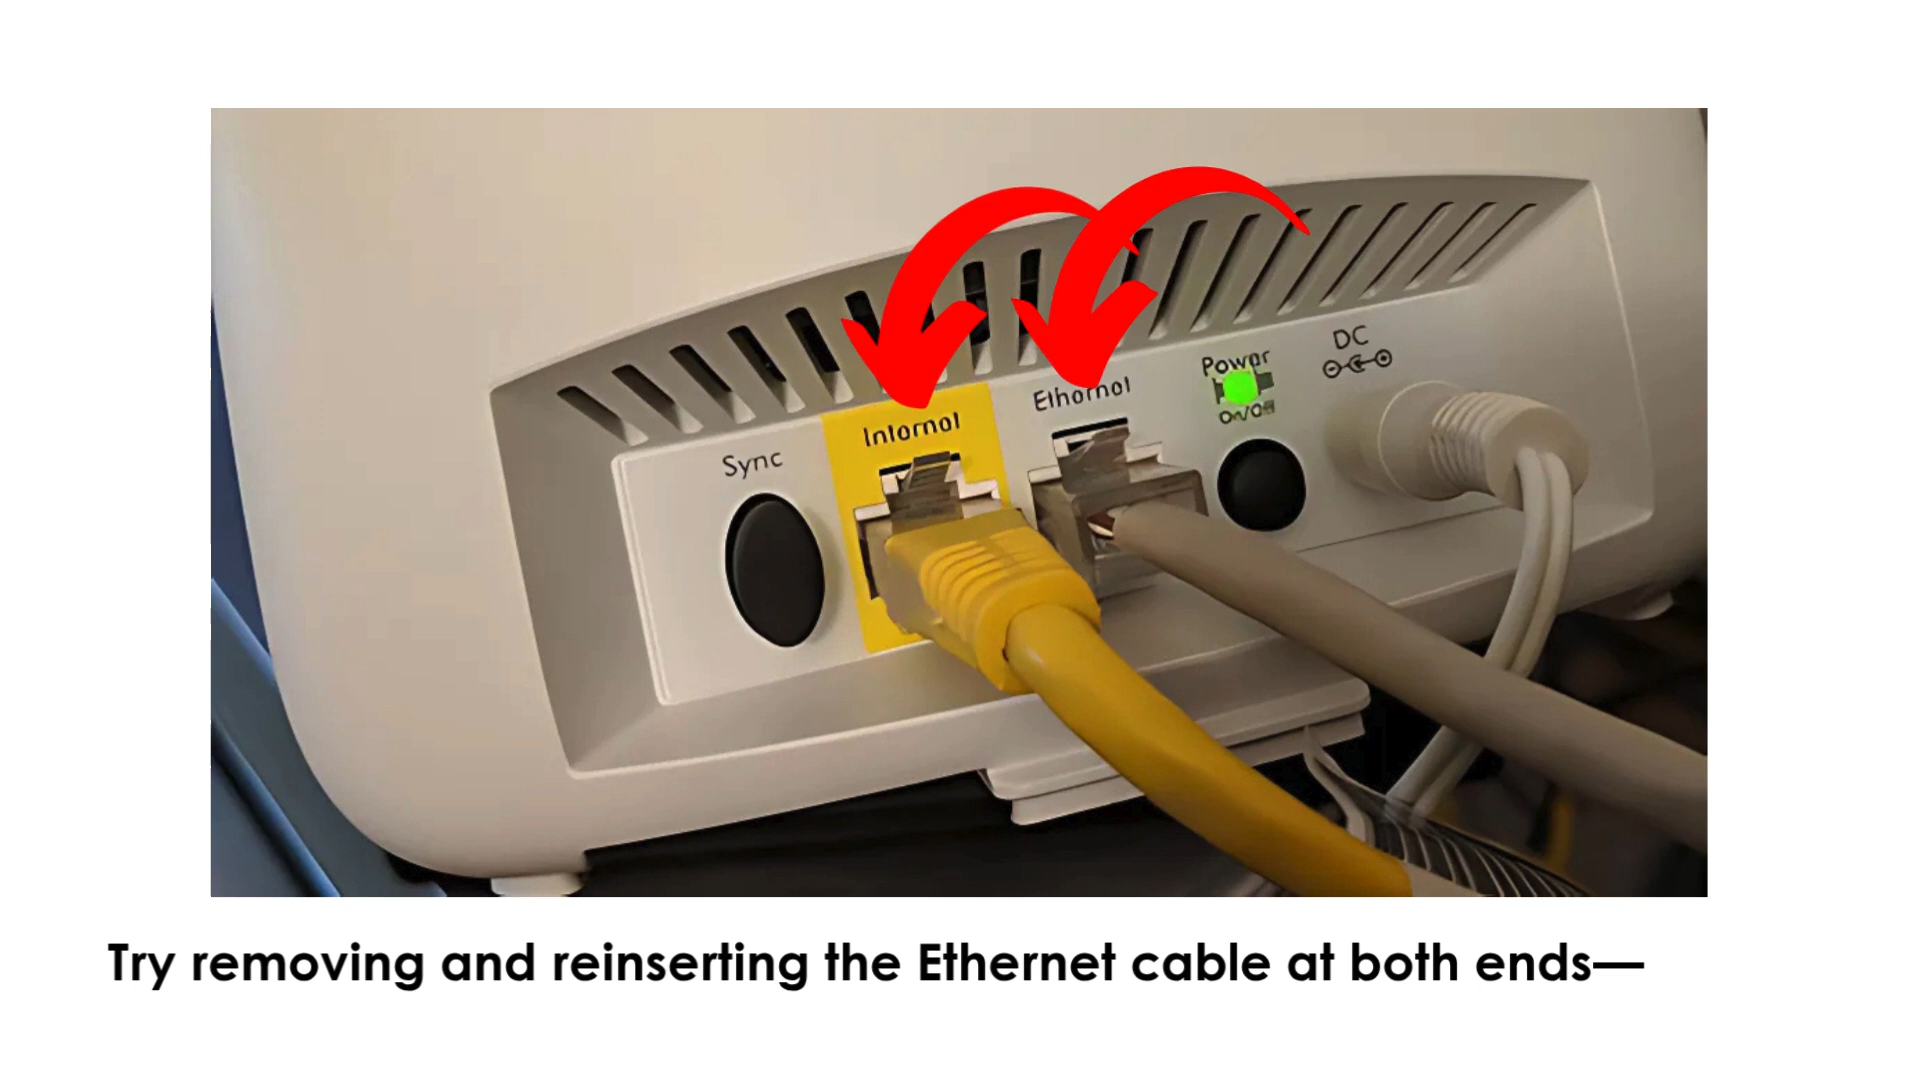 Sync
Internet
Ethernet
Power
On/Off
DC
Try removing and reinserting the Ethernet cable at both ends—